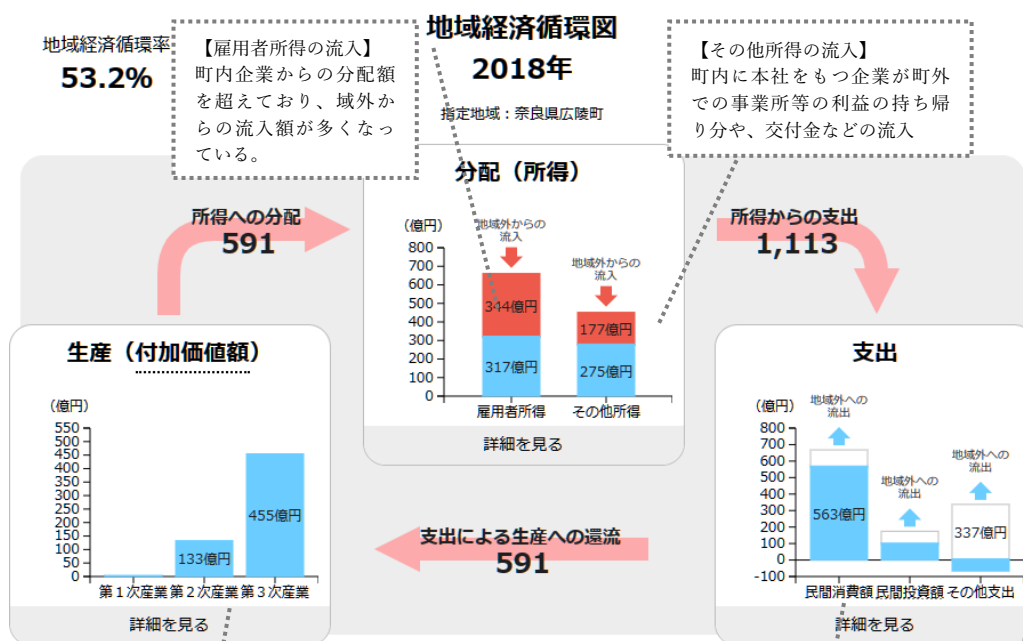 地域経済循環図
2018年
指定地域：奈良県広陵町
地域経済循環率
53.2%
【雇用者所得の流入】
町内企業からの分配額
を超えており、域外か
らの流入額が多くなっ
ている。
【その他所得の流入】
町内に本社をもつ企業が町外
での事業所等の利益の持ち帰
り分や、交付金などの流入
所得への分配
591
分配（所得）
(億円)
800
700
600
500
400
300
200
100
0
地域外からの
流入
344億円
317億円
地域外からの
流入
177億円
275億円
雇用者所得
その他所得
詳細を見る
所得からの支出
1,113
生産（付加価値額）
(億円)
550
500
450
400
350
300
250
200
150
100
50
0
133億円
455億円
第１次産業
第２次産業
第３次産業
詳細を見る
支出による生産への還流
591
支出
(億円)
800
700
600
500
400
300
200
100
0
-100
地域外への
流出
563億円
地域外への
流出
地域外への
流出
337億円
民間消費額
民間投資額
その他支出
詳細を見る